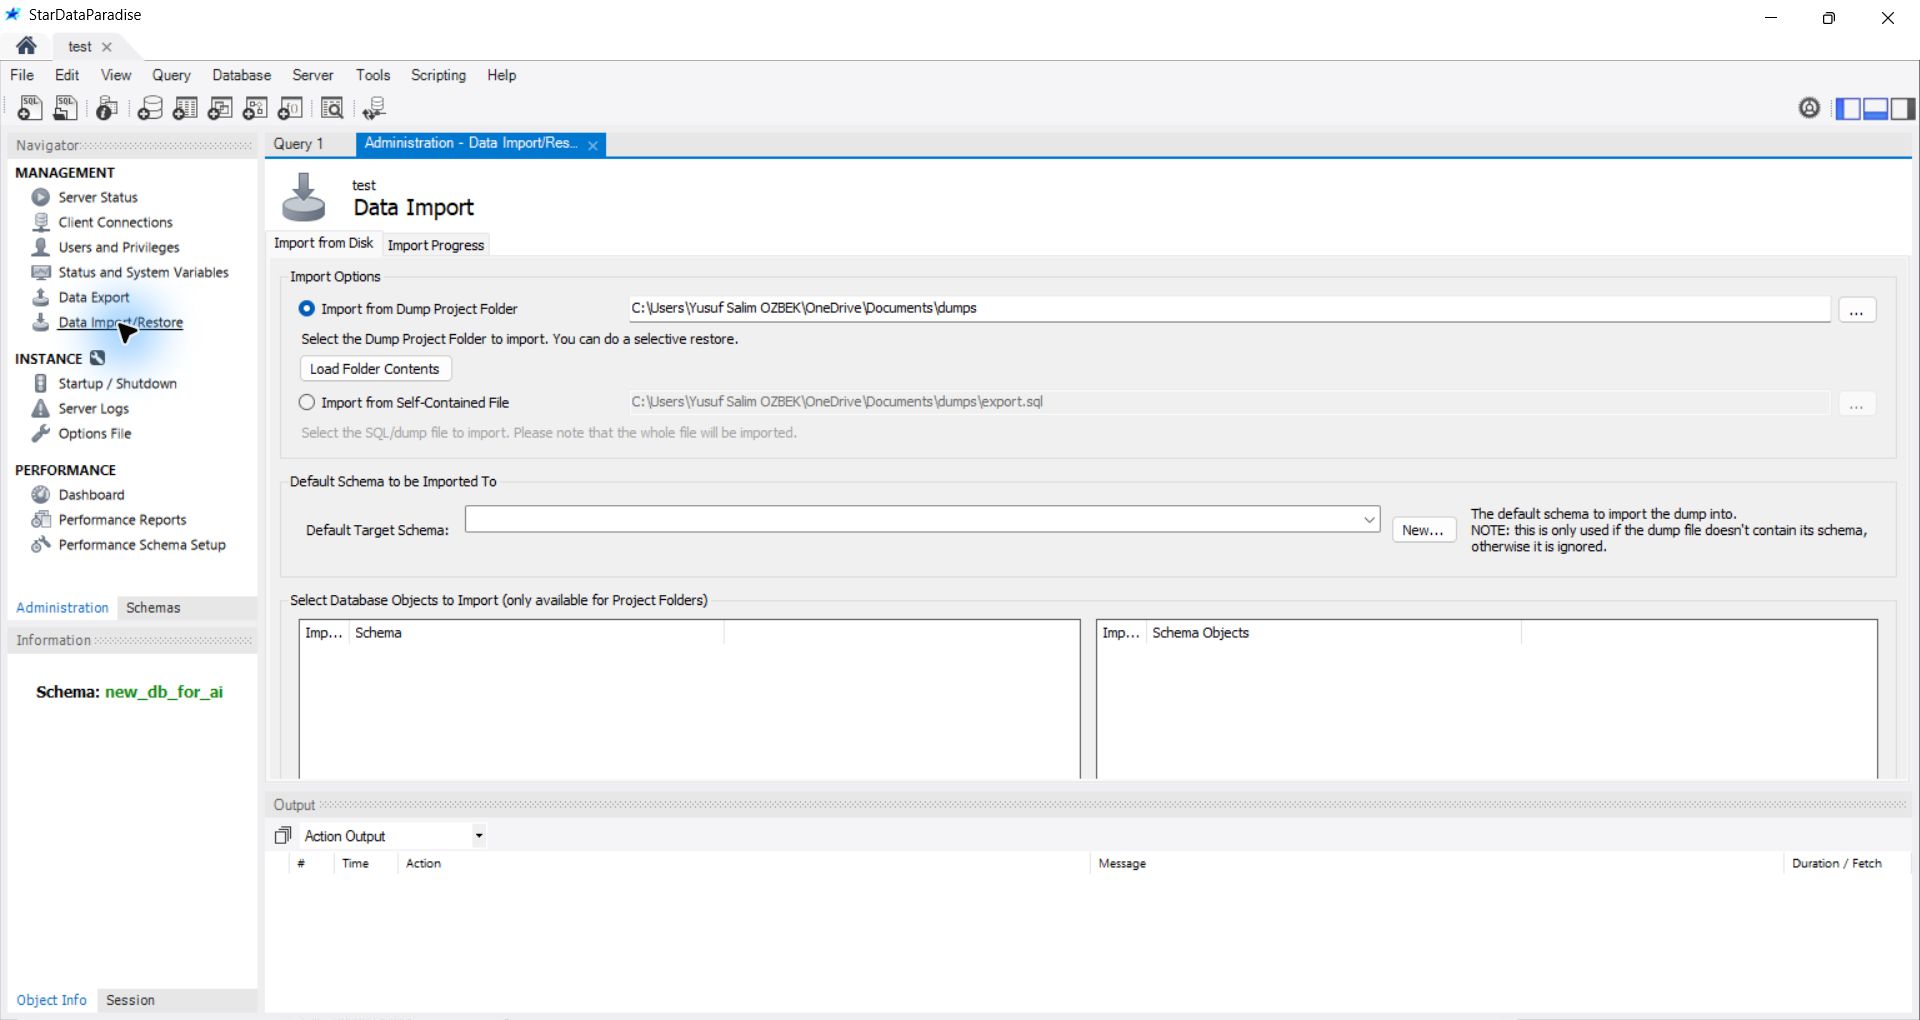 StarDataParadise
test
File Edit View Query Database Server Tools Scripting Help
SQL SQL
Navigator
MANAGEMENT
Server Status
Client Connections
Users and Privileges
Status and System Variables
Data Export
Data Import/Restore
INSTANCE
Startup / Shutdown
Server Logs
Options File
PERFORMANCE
Dashboard
Performance Reports
Performance Schema Setup
Administration Schemas
Information
Schema: new_db_for_ai
Object Info Session
Query 1 Administration - Data Import/Res...
test
Data Import
Import from Disk Import Progress
Import Options
Import from Dump Project Folder C:\Users\Yusuf Salim OZBEK\OneDrive\Documents\dumps ...
Select the Dump Project Folder to import. You can do a selective restore.
Load Folder Contents
Import from Self-Contained File C:\Users\Yusuf Salim OZBEK\OneDrive\Documents\dumps\export.sql ...
Select the SQL/dump file to import. Please note that the whole file will be imported.
Default Schema to be Imported To
Default Target Schema: New...
The default schema to import the dump into.
NOTE: this is only used if the dump file doesn't contain its schema,
otherwise it is ignored.
Select Database Objects to Import (only available for Project Folders)
Imp... Schema Imp... Schema Objects
Output
Action Output
# Time Action Message Duration / Fetch